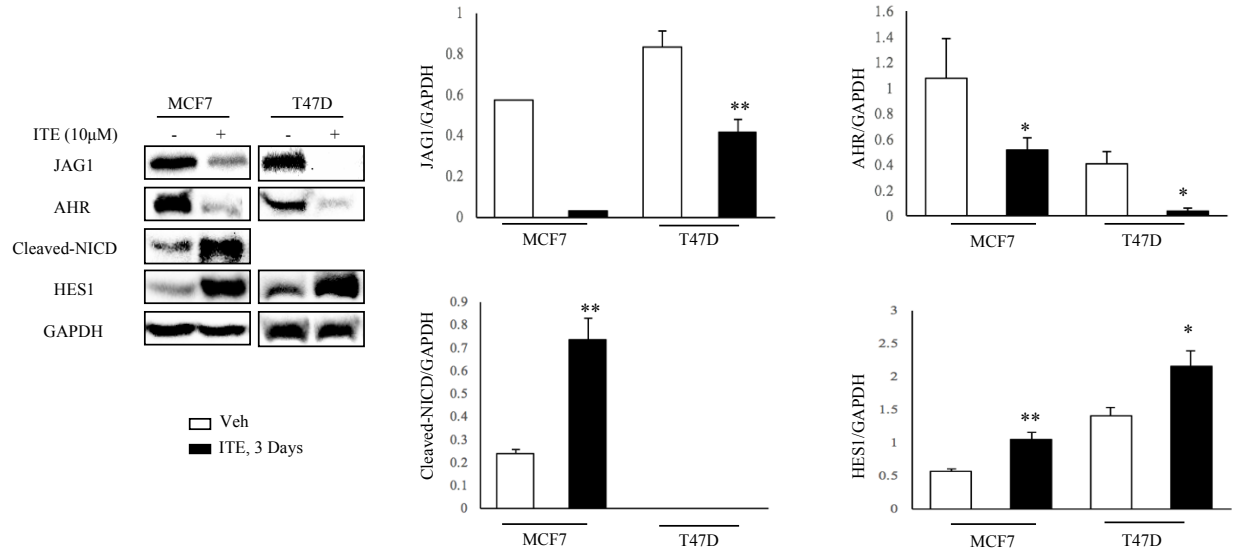 MCF7 T47D
ITE (10μM) - + - +
JAG1
AHR
Cleaved-NICD
HES1
GAPDH
Veh
ITE, 3 Days
JAG1/GAPDH
1
0.8
0.6
0.4
0.2
0
**
MCF7 T47D
AHR/GAPDH
1.6
1.4
1.2
1
0.8
0.6
0.4
0.2
0
*
*
MCF7 T47D
Cleaved-NICD/GAPDH
0.9
0.8
0.7
0.6
0.5
0.4
0.3
0.2
0.1
0
**
MCF7 T47D
HES1/GAPDH
3
2.5
2
1.5
1
0.5
0
**
*
MCF7 T47D